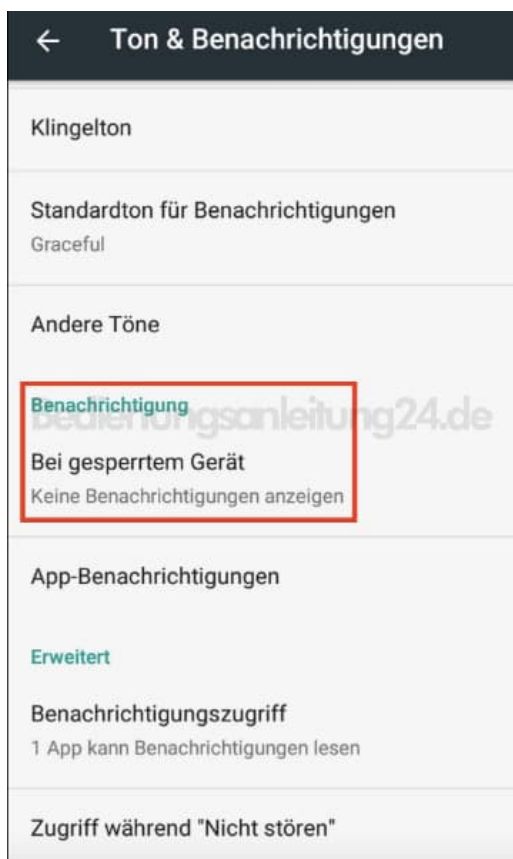 Ton & Benachrichtigungen
Klingelton
Standardton für Benachrichtigungen
Graceful
Andere Töne
Benachrichtigung
Bedienungsanleitung24.de
Bei gesperrtem Gerät
Keine Benachrichtigungen anzeigen
App-Benachrichtigungen
Erweitert
Benachrichtigungszugriff
1 App kann Benachrichtigungen lesen
Zugriff während "Nicht stören"